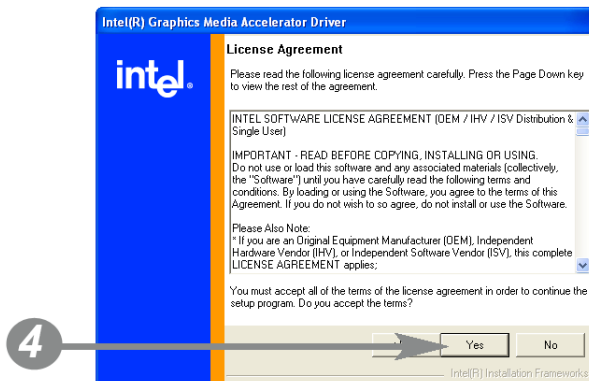 Intel(R) Graphics Media Accelerator Driver
intel.
License Agreement
Please read the following license agreement carefully. Press the Page Down key
to view the rest of the agreement.
INTEL SOFTWARE LICENSE AGREEMENT (OEM / IHV / ISV Distribution &
Single User)
IMPORTANT - READ BEFORE COPYING, INSTALLING OR USING.
Do not use or load this software and any associated materials (collectively,
the "Software") until you have carefully read the following terms and
conditions. By loading or using the Software, you agree to the terms of this
Agreement. If you do not wish to so agree, do not install or use the Software.
Please Also Note:
* If you are an Original Equipment Manufacturer (OEM), Independent
Hardware Vendor (IHV), or Independent Software Vendor (ISV), this complete
LICENSE AGREEMENT applies;
You must accept all of the terms of the license agreement in order to continue the
setup program. Do you accept the terms?
4
Yes
No
Intel(R) Installation Frameworks